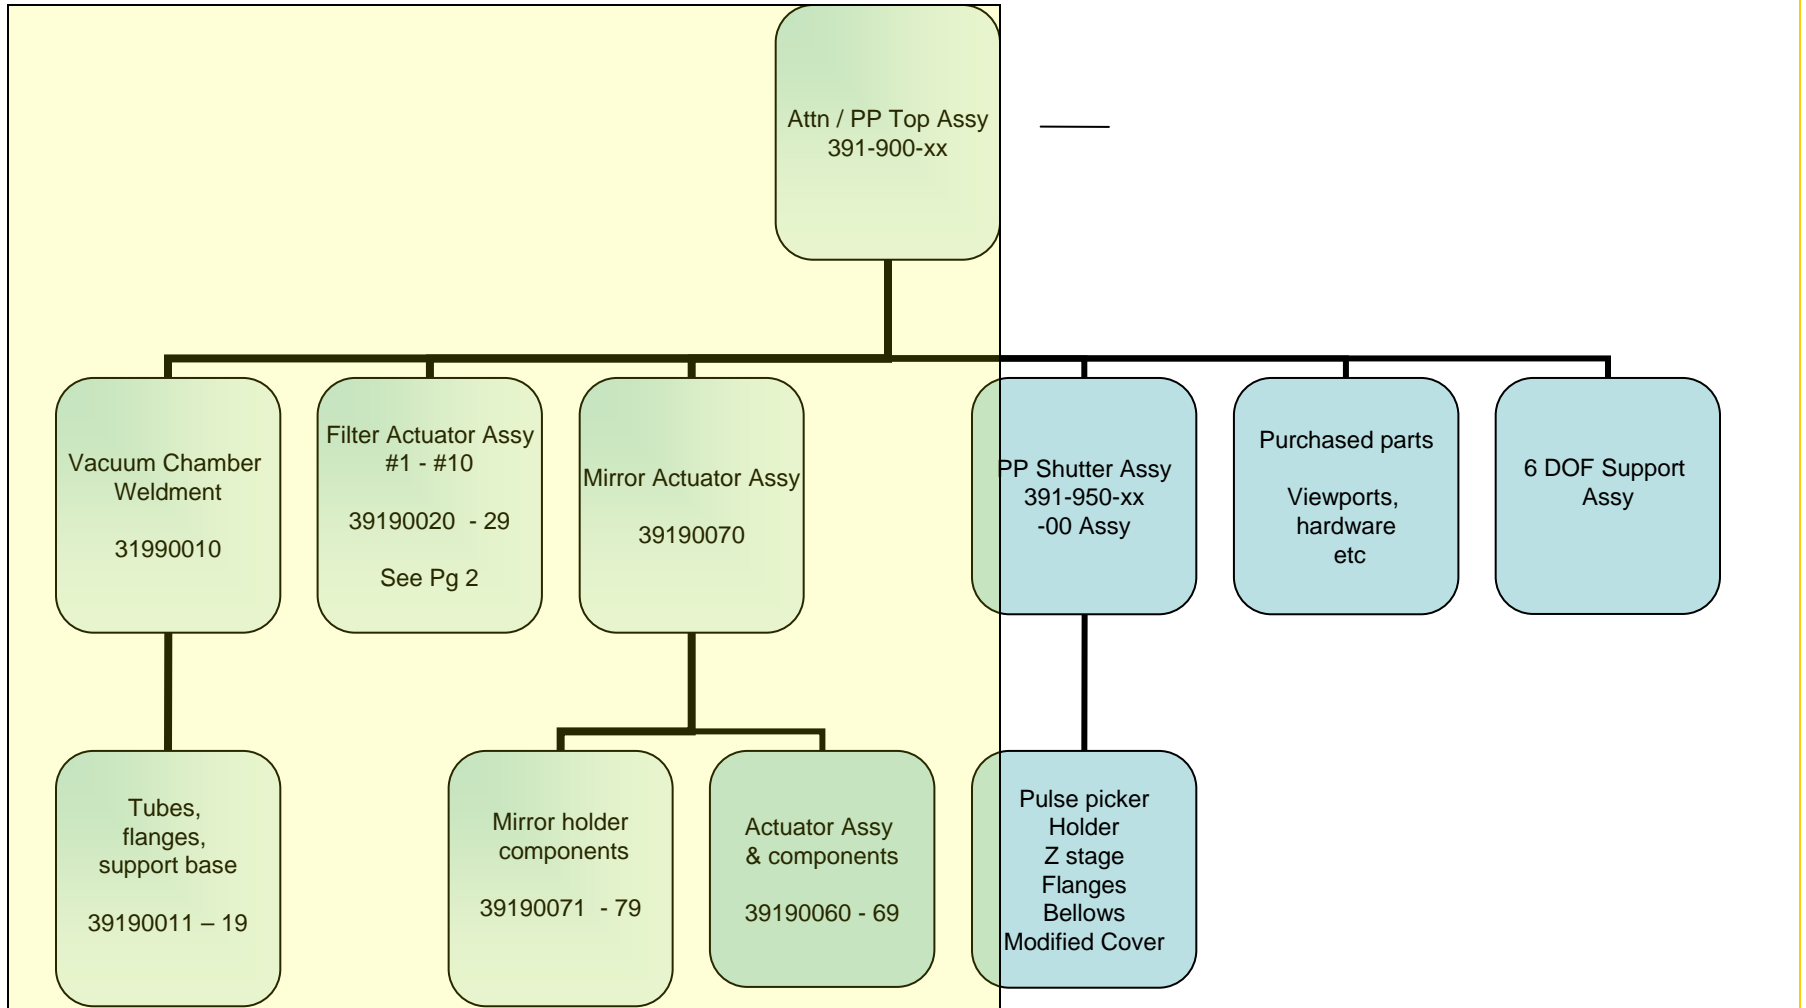 Attn / PP Top Assy
391-900-xx
Vacuum Chamber
Weldment
31990010
Filter Actuator Assy
#1 - #10
39190020 - 29
See Pg 2
Mirror Actuator Assy
39190070
PP Shutter Assy
391-950-xx
-00 Assy
Purchased parts
Viewports,
hardware
etc
6 DOF Support
Assy
Tubes,
flanges,
support base
39190011 – 19
Mirror holder
components
39190071 - 79
Actuator Assy
& components
39190060 - 69
Pulse picker
Holder
Z stage
Flanges
Bellows
Modified Cover